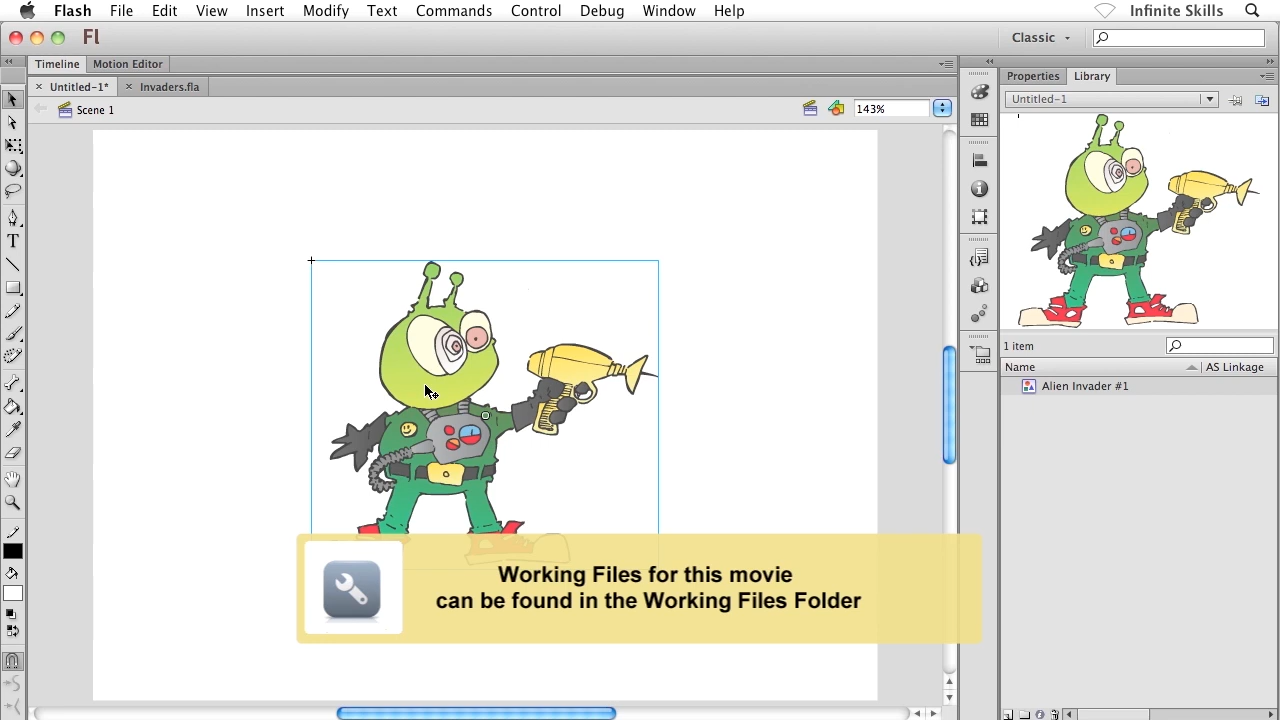 Flash File Edit View Insert Modify Text Commands Control Debug Window Help Infinite Skills
Fl Classic
Timeline Motion Editor
Properties Library
Untitled-1* Invaders.fla
Untitled-1
Scene 1
143%
1 item
Name AS Linkage
Alien Invader #1
Working Files for this movie
can be found in the Working Files Folder